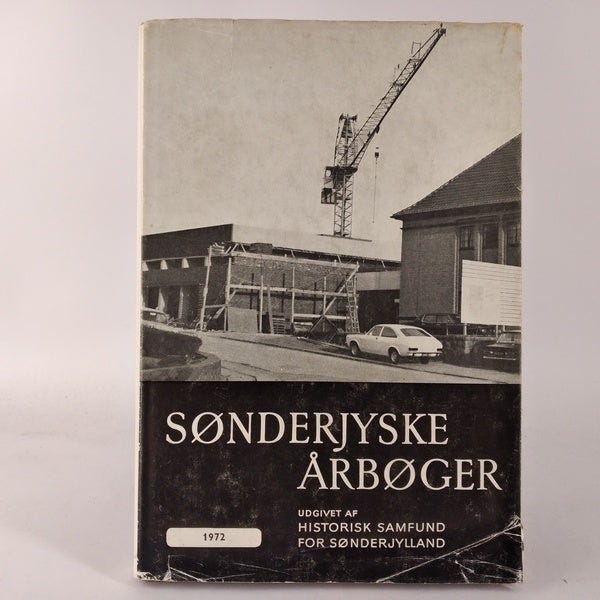 SØNDERJYSKE
ÅRBØGER
UDGIVET AF
HISTORISK SAMFUND
FOR SØNDERJYLLAND
1972